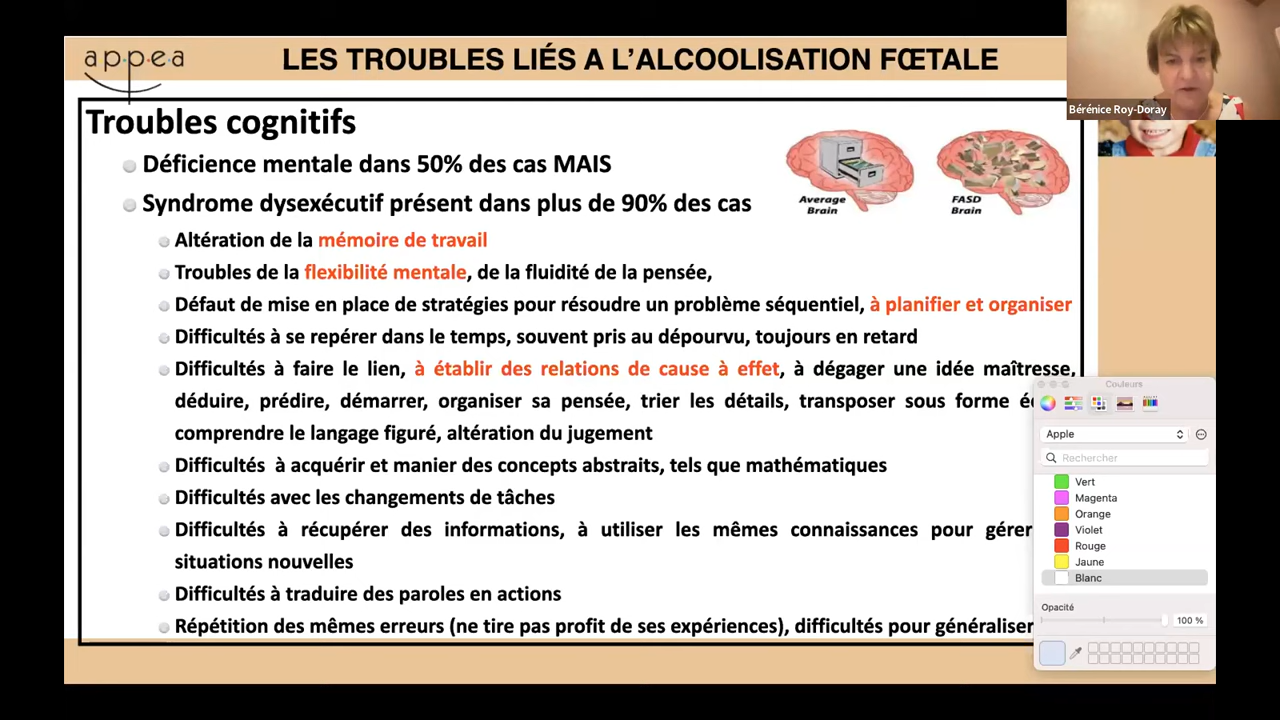 appea
LES TROUBLES LIÉS A L'ALCOOLISATION FŒTALE
Bérénice Roy-Doray
Troubles cognitifs
Déficience mentale dans 50% des cas MAIS
Syndrome dysexécutif présent dans plus de 90% des cas
Average
Brain
FASD
Brain
Altération de la mémoire de travail
Troubles de la flexibilité mentale, de la fluidité de la pensée,
Défaut de mise en place de stratégies pour résoudre un problème séquentiel, à planifier et organiser
Difficultés à se repérer dans le temps, souvent pris au dépourvu, toujours en retard
Difficultés à faire le lien, à établir des relations de cause à effet, à dégager une idée maîtresse,
déduire, prédire, démarrer, organiser sa pensée, trier les détails, transposer sous forme
comprendre le langage figuré, altération du jugement
Difficultés à acquérir et manier des concepts abstraits, tels que mathématiques
Difficultés avec les changements de tâches
Difficultés à récupérer des informations, à utiliser les mêmes connaissances pour gérer
situations nouvelles
Difficultés à traduire des paroles en actions
Répétition des mêmes erreurs (ne tire pas profit de ses expériences), difficultés pour généraliser
Couleurs
Apple
Rechercher
Vert
Magenta
Orange
Violet
Rouge
Jaune
Blanc
Opacité
100 %